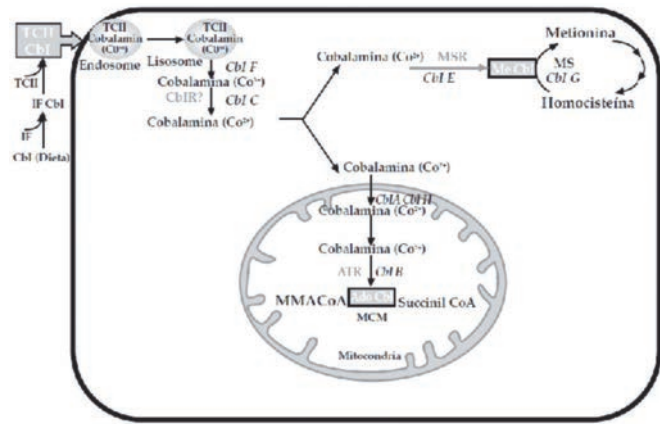 TCII
Cbl
TCII
IF Cbl
IF
Cbl (Dieta)
TCII
Cobalamin
(Co³⁺)
Endosome
TCII
Cobalamin
(Co³⁺)
Lisosome
Cbl F
Cobalamina (Co³⁺)
CbIR?
Cbl C
Cobalamina (Co²⁺)
Cobalamina (Co²⁺)
MSR
Cbl E
Me Cbl
Metionina
MS
Cbl G
Homocisteína
Cobalamina (Co²⁺)
CblA Cbl H
Cobalamina (Co²⁺)
Cobalamina (Co¹⁺)
ATR
Cbl B
MMACoA
Ado Cbl
Succinil CoA
MCM
Mitocondria